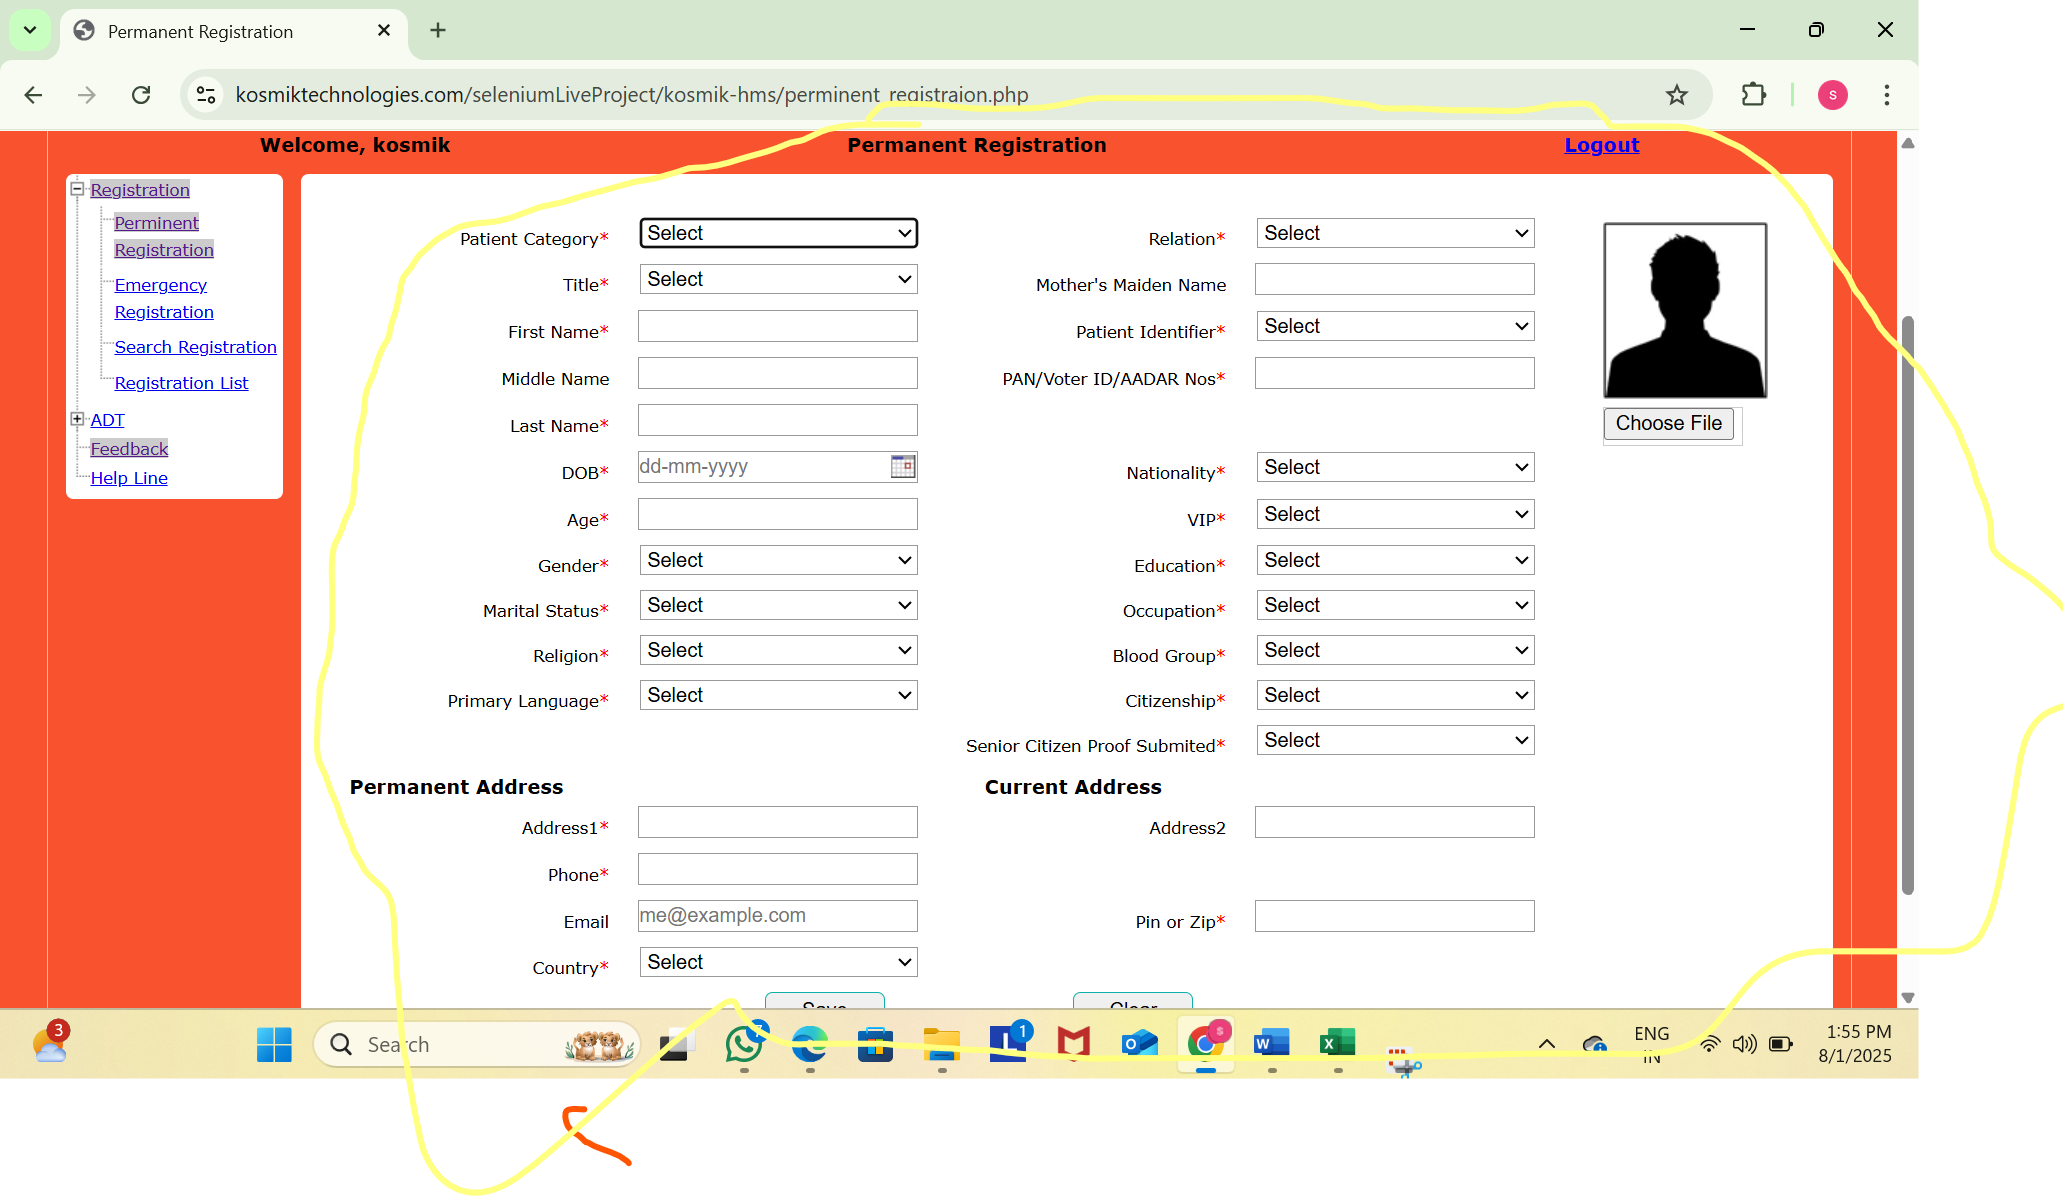 Permanent Registration
kosmiktechnologies.com/seleniumLiveProject/kosmik-hms/perminent_registraion.php
s
Welcome, kosmik
Permanent Registration
Logout
Registration
Perminent
Registration
Emergency
Registration
Search Registration
Registration List
ADT
Feedback
Help Line
Patient Category* Select
Relation* Select
Title* Select
Mother's Maiden Name
First Name*
Patient Identifier* Select
Middle Name
PAN/Voter ID/AADAR Nos*
Choose File
Last Name*
DOB* dd-mm-yyyy
Nationality* Select
Age*
VIP* Select
Gender* Select
Education* Select
Marital Status* Select
Occupation* Select
Religion* Select
Blood Group* Select
Primary Language* Select
Citizenship* Select
Senior Citizen Proof Submited* Select
Permanent Address
Current Address
Address1*
Address2
Phone*
Email me@example.com
Pin or Zip*
Country* Select
Save
Clear
3
Search
1
s
ENG
IN
1:55 PM
8/1/2025